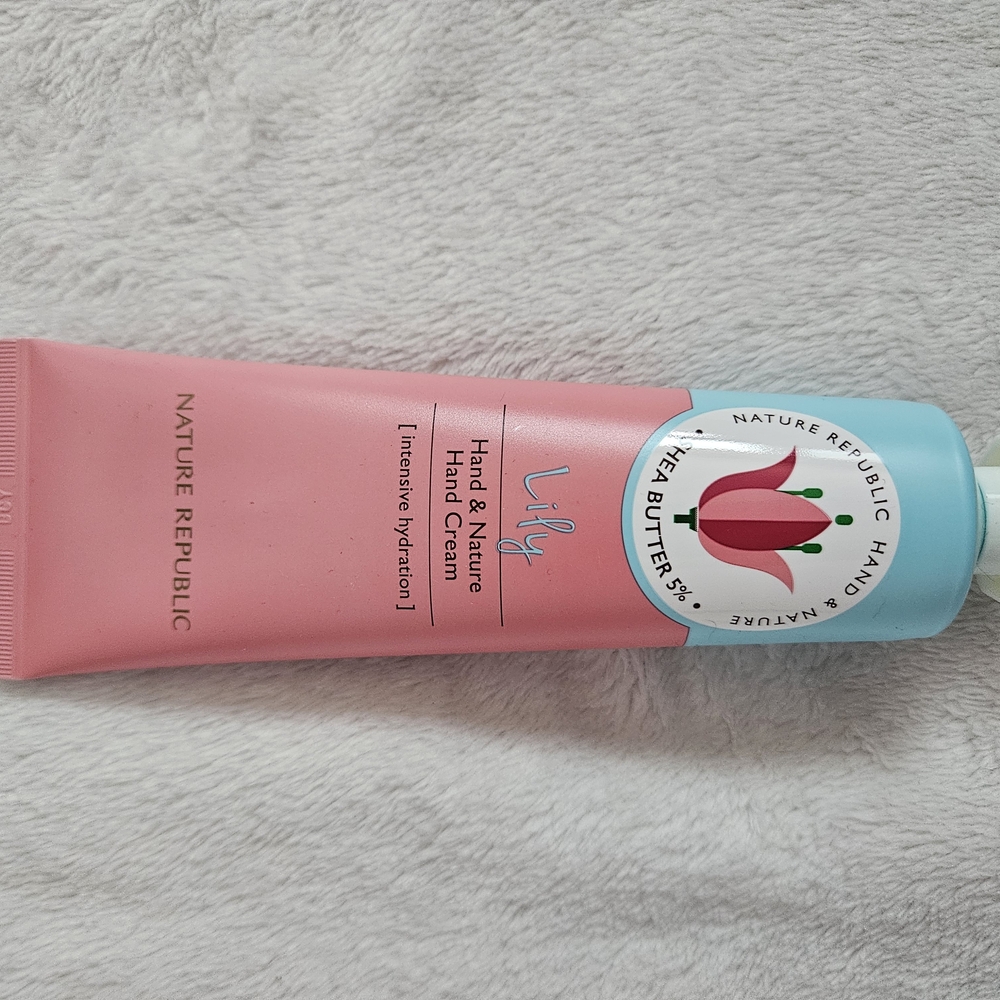 NATURE REPUBLIC HAND & NATURE
• SHEA BUTTER 5% •
Lily
Hand & Nature
Hand Cream
[ intensive hydration ]
NATURE REPUBLIC